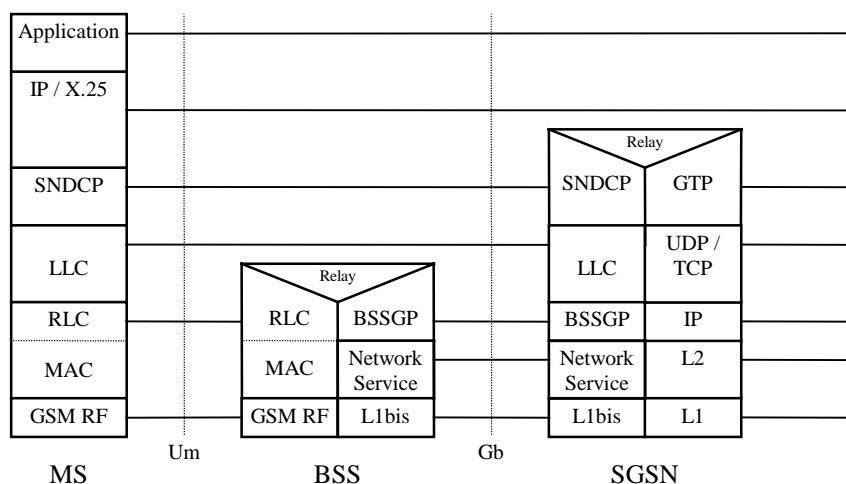 Application
IP / X.25
Relay
SNDCP
SNDCP
GTP
LLC
Relay
LLC
UDP /
TCP
RLC
RLC
BSSGP
BSSGP
IP
MAC
MAC
Network
Service
Network
Service
L2
GSM RF
GSM RF
L1bis
L1bis
L1
Um
Gb
MS
BSS
SGSN